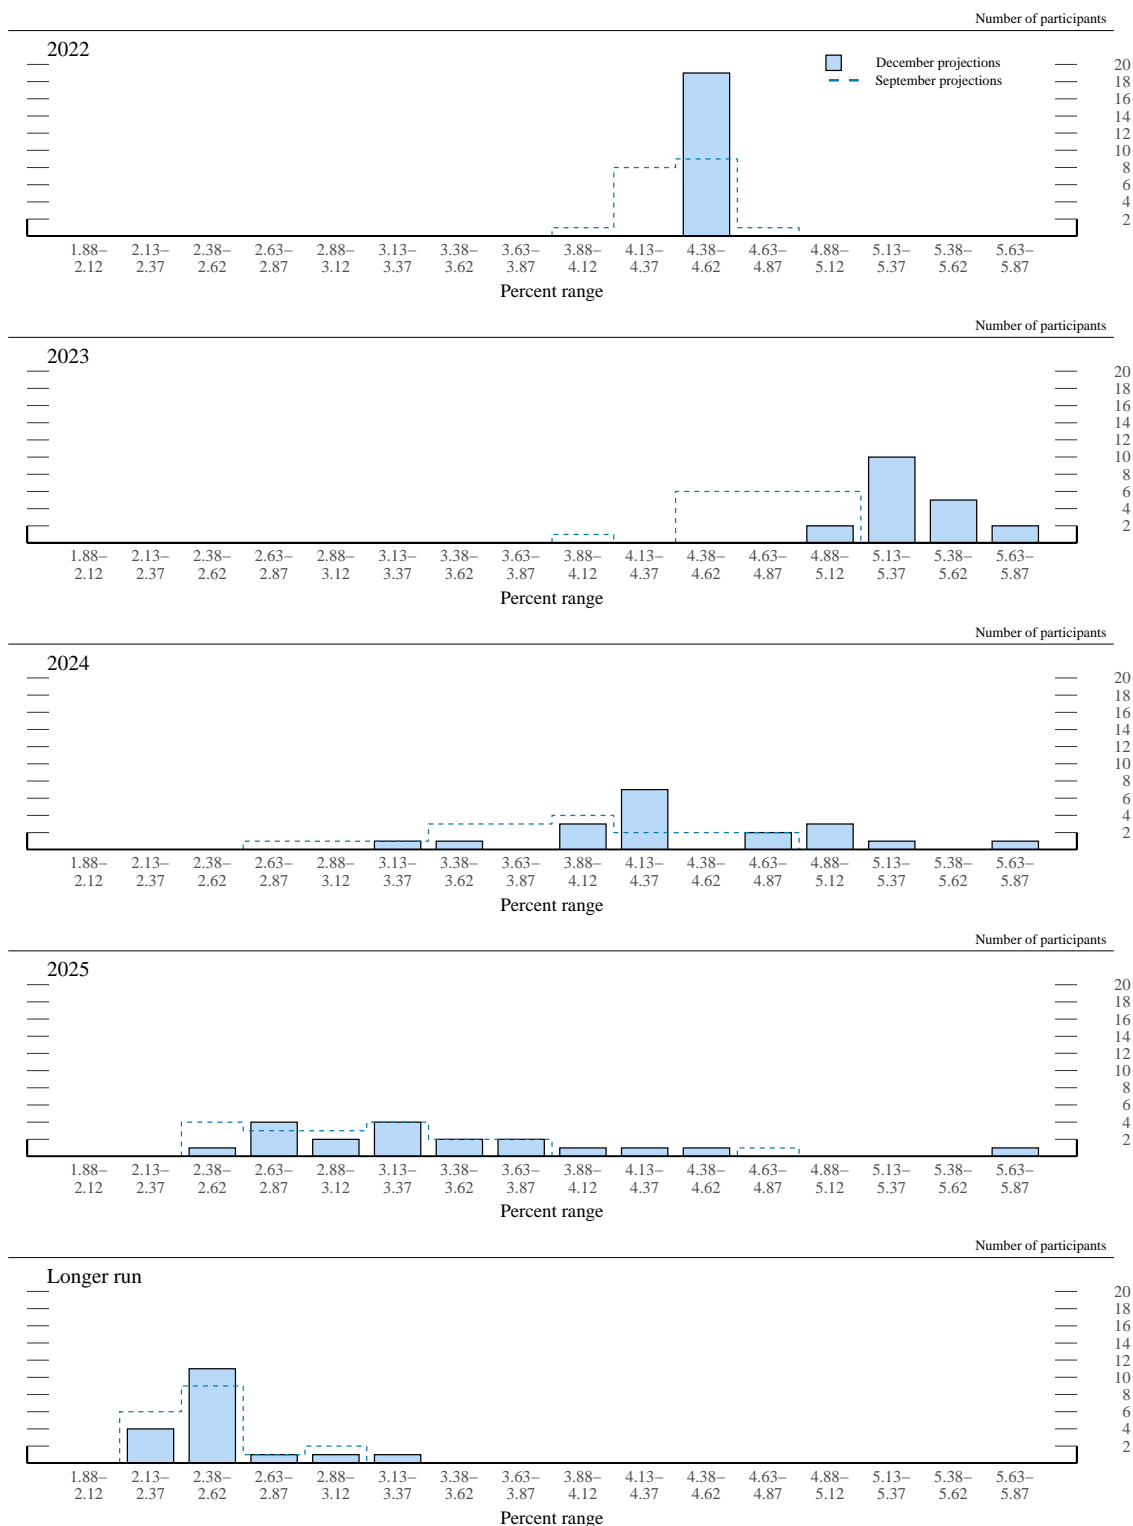 Number of participants
2022
December projections
September projections
20
18
16
14
12
10
8
6
4
2
1.88– 2.13– 2.38– 2.63– 2.88– 3.13– 3.38– 3.63– 3.88– 4.13– 4.38– 4.63– 4.88– 5.13– 5.38– 5.63–
2.12 2.37 2.62 2.87 3.12 3.37 3.62 3.87 4.12 4.37 4.62 4.87 5.12 5.37 5.62 5.87
Percent range
Number of participants
2023
20
18
16
14
12
10
8
6
4
2
1.88– 2.13– 2.38– 2.63– 2.88– 3.13– 3.38– 3.63– 3.88– 4.13– 4.38– 4.63– 4.88– 5.13– 5.38– 5.63–
2.12 2.37 2.62 2.87 3.12 3.37 3.62 3.87 4.12 4.37 4.62 4.87 5.12 5.37 5.62 5.87
Percent range
Number of participants
2024
20
18
16
14
12
10
8
6
4
2
1.88– 2.13– 2.38– 2.63– 2.88– 3.13– 3.38– 3.63– 3.88– 4.13– 4.38– 4.63– 4.88– 5.13– 5.38– 5.63–
2.12 2.37 2.62 2.87 3.12 3.37 3.62 3.87 4.12 4.37 4.62 4.87 5.12 5.37 5.62 5.87
Percent range
Number of participants
2025
20
18
16
14
12
10
8
6
4
2
1.88– 2.13– 2.38– 2.63– 2.88– 3.13– 3.38– 3.63– 3.88– 4.13– 4.38– 4.63– 4.88– 5.13– 5.38– 5.63–
2.12 2.37 2.62 2.87 3.12 3.37 3.62 3.87 4.12 4.37 4.62 4.87 5.12 5.37 5.62 5.87
Percent range
Number of participants
Longer run
20
18
16
14
12
10
8
6
4
2
1.88– 2.13– 2.38– 2.63– 2.88– 3.13– 3.38– 3.63– 3.88– 4.13– 4.38– 4.63– 4.88– 5.13– 5.38– 5.63–
2.12 2.37 2.62 2.87 3.12 3.37 3.62 3.87 4.12 4.37 4.62 4.87 5.12 5.37 5.62 5.87
Percent range